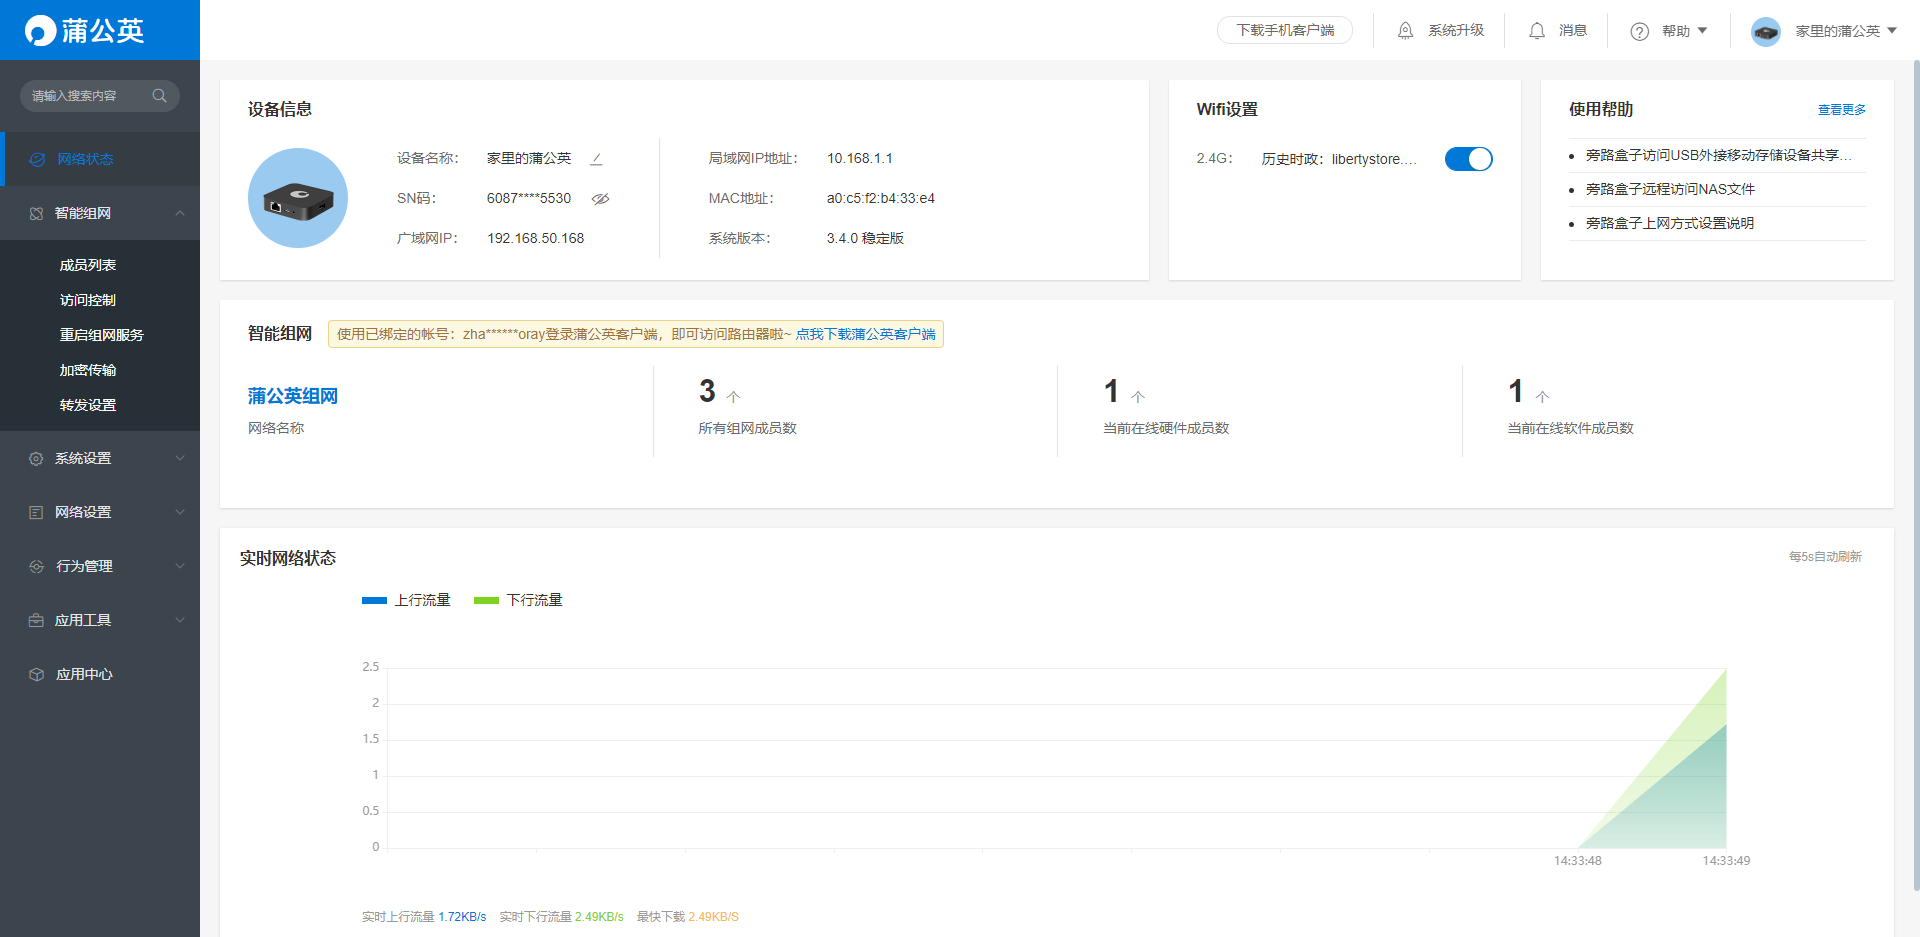 蒲公英
下载手机客户端
系统升级
消息
帮助
家里的蒲公英
请输入搜索内容
网络状态
智能组网
成员列表
访问控制
重启组网服务
加密传输
转发设置
系统设置
网络设置
行为管理
应用工具
应用中心
设备信息
设备名称： 家里的蒲公英
SN码： 6087****5530
广域网IP： 192.168.50.168
局域网IP地址： 10.168.1.1
MAC地址： a0:c5:f2:b4:33:e4
系统版本： 3.4.0 稳定版
Wifi设置
2.4G： 历史时政：libertystore....
使用帮助
查看更多
旁路盒子访问USB外接移动存储设备共享...
旁路盒子远程访问NAS文件
旁路盒子上网方式设置说明
智能组网
使用已绑定的帐号：zha******oray登录蒲公英客户端，即可访问路由器啦~ 点我下载蒲公英客户端
蒲公英组网
网络名称
3 个
所有组网成员数
1 个
当前在线硬件成员数
1 个
当前在线软件成员数
实时网络状态
每5s自动刷新
上行流量 下行流量
2.5
2
1.5
1
0.5
0
14:33:48 14:33:49
实时上行流量 1.72KB/s 实时下行流量 2.49KB/s 最快下载 2.49KB/S